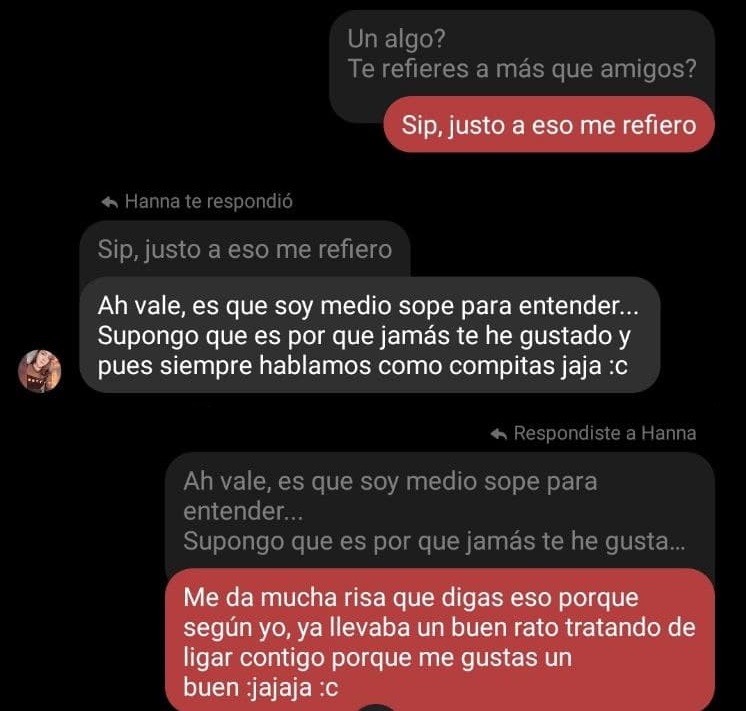 Un algo?
Te refieres a más que amigos?
Sip, justo a eso me refiero
Hanna te respondió
Sip, justo a eso me refiero
Ah vale, es que soy medio sope para entender...
Supongo que es por que jamás te he gustado y
pues siempre hablamos como compitas jaja :c
Respondiste a Hanna
Ah vale, es que soy medio sope para
entender...
Supongo que es por que jamás te he gusta...
Me da mucha risa que digas eso porque
según yo, ya llevaba un buen rato tratando de
ligar contigo porque me gustas un
buen :jajaja :c